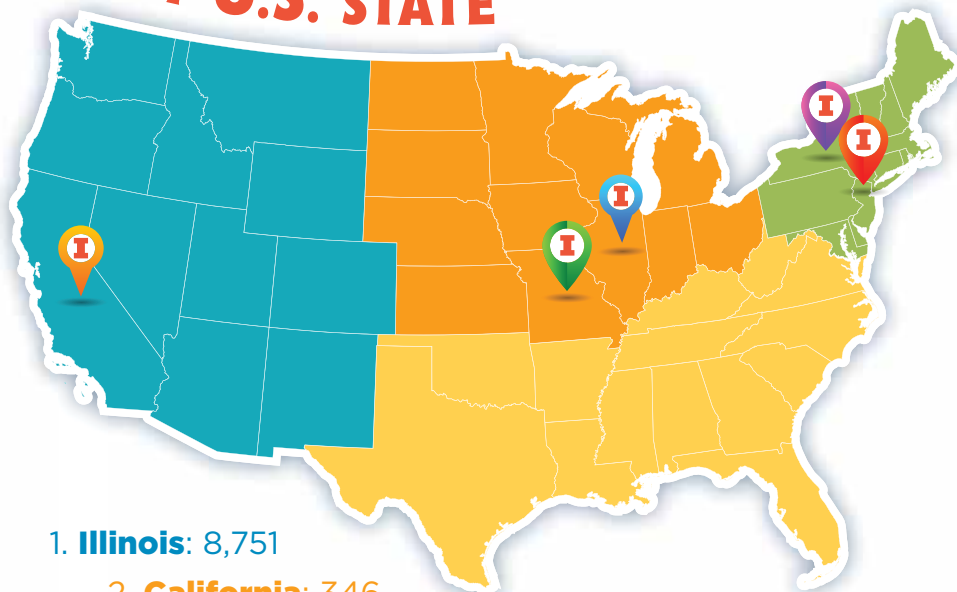 U.S. STATE
I
I
I
I
I
1. Illinois: 8,751
2. California: 346